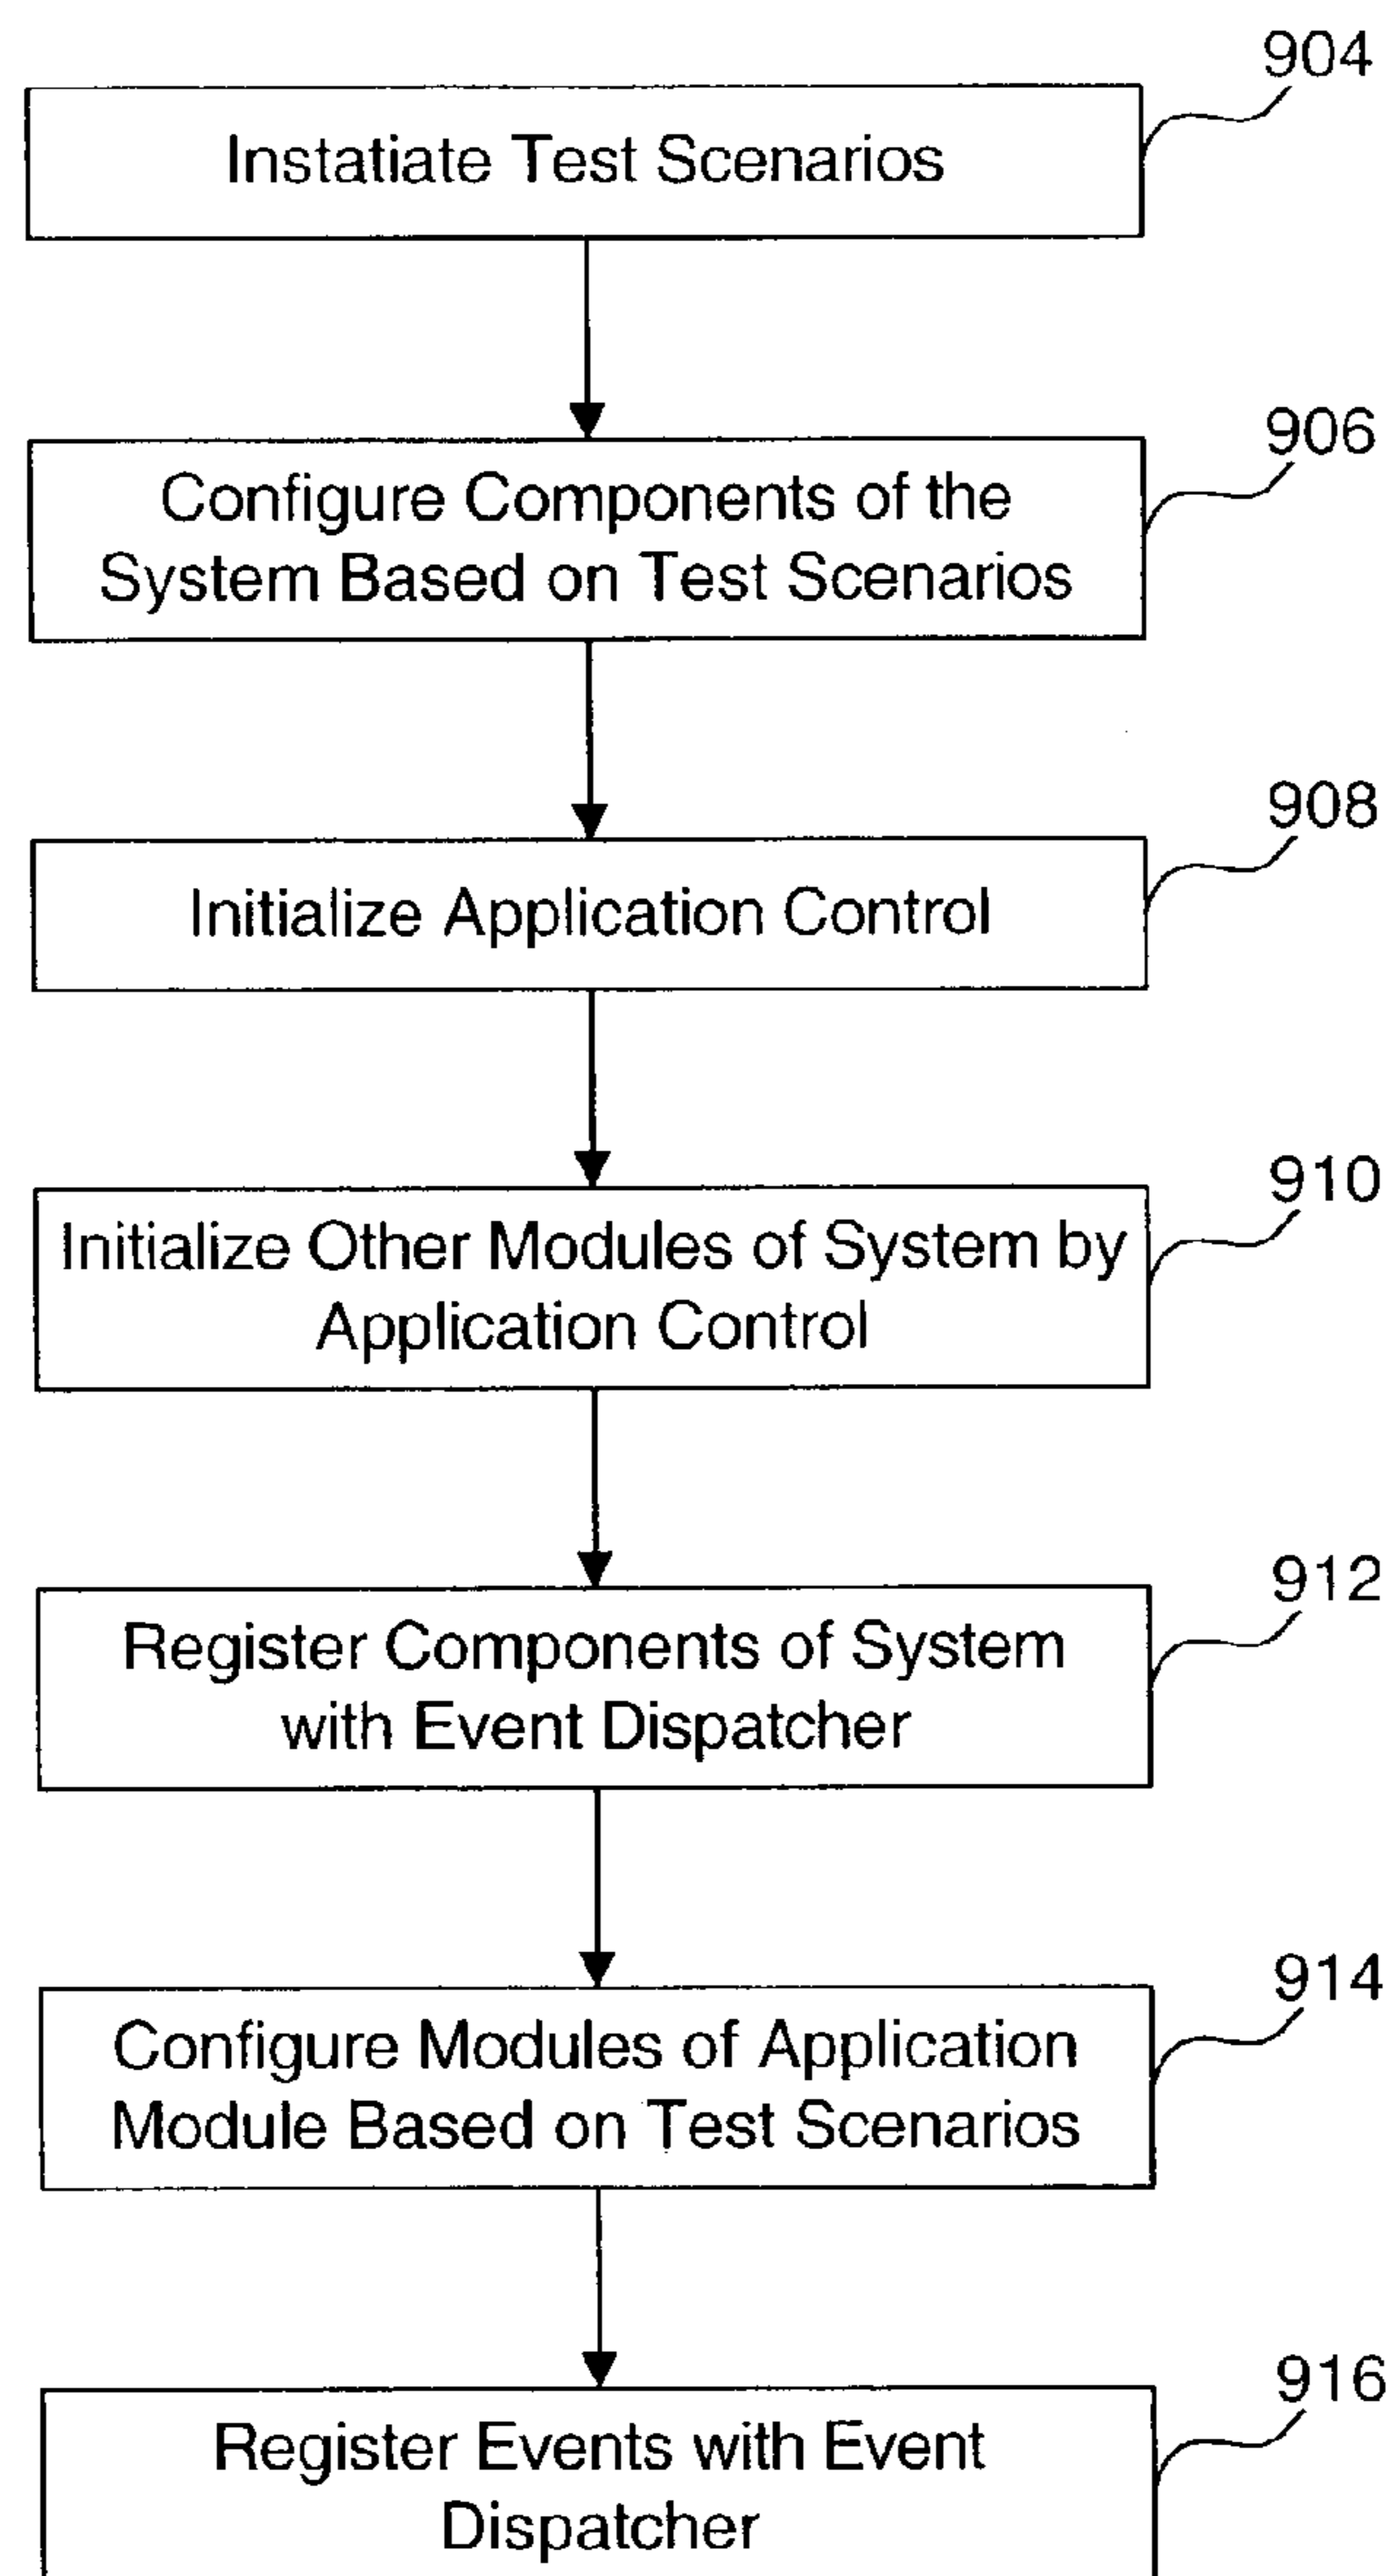 904
Instatiate Test Scenarios
906
Configure Components of the
System Based on Test Scenarios
908
Initialize Application Control
910
Initialize Other Modules of System by
Application Control
912
Register Components of System
with Event Dispatcher
914
Configure Modules of Application
Module Based on Test Scenarios
916
Register Events with Event
Dispatcher